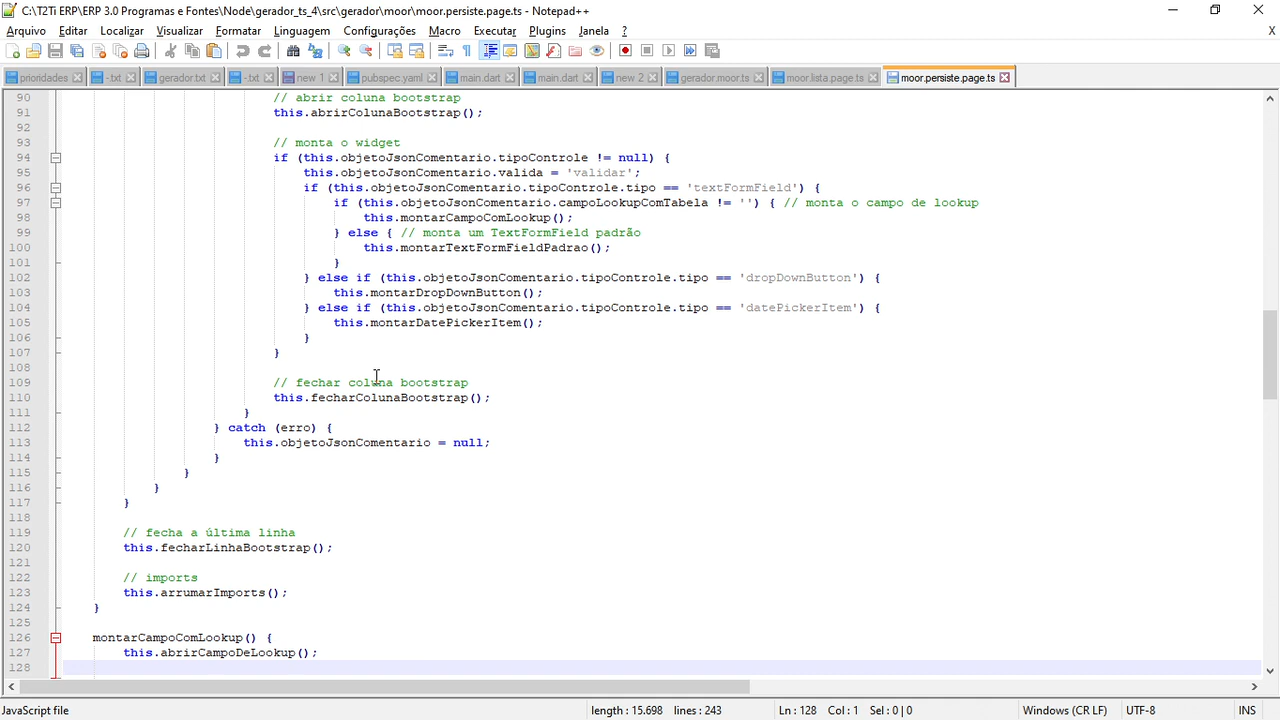 C:\T2Ti ERP\ERP 3.0 Programas e Fontes\Node\gerador_ts_4\src\gerador\moor\moor.persiste.page.ts - Notepad++
Arquivo Editar Localizar Visualizar Formatar Linguagem Configurações Macro Executar Plugins Janela ? X
prioridades - txt gerador.txt -.txt new 1 pubspec.yaml main.dart main.dart new 2 gerador.moor.ts moor.lista.page.ts moor.persiste.page.ts
90 // abrir coluna bootstrap
91 this.abrirColunaBootstrap();
92
93 // monta o widget
94 if (this.objetoJsonComentario.tipoControle != null) {
95 this.objetoJsonComentario.valida = 'validar';
96 if (this.objetoJsonComentario.tipoControle.tipo == 'textFormField') {
97 if (this.objetoJsonComentario.campoLookupComTabela != '') { // monta o campo de lookup
98 this.montarCampoComLookup();
99 } else { // monta um TextFormField padrão
100 this.montarTextFormFieldPadrao();
101 }
102 } else if (this.objetoJsonComentario.tipoControle.tipo == 'dropDownButton') {
103 this.montarDropDownButton();
104 } else if (this.objetoJsonComentario.tipoControle.tipo == 'datePickerItem') {
105 this.montarDatePickerItem();
106 }
107 }
108
109 // fechar coluna bootstrap
110 this.fecharColunaBootstrap();
111 }
112 } catch (erro) {
113 this.objetoJsonComentario = null;
114 }
115 }
116 }
117 }
118
119 // fecha a última linha
120 this.fecharLinhaBootstrap();
121
122 // imports
123 this.arrumarImports();
124 }
125
126 montarCampoComLookup() {
127 this.abrirCampoDeLookup();
128
JavaScript file length : 15.698 lines : 243 Ln : 128 Col : 1 Sel : 0 | 0 Windows (CR LF) UTF-8 INS